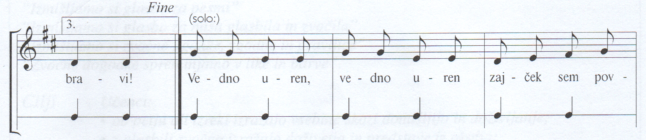 Fine
3.
(solo:)
bra - vi! Ve - dno u - ren, ve - dno u - ren zaj - ček sem pov -